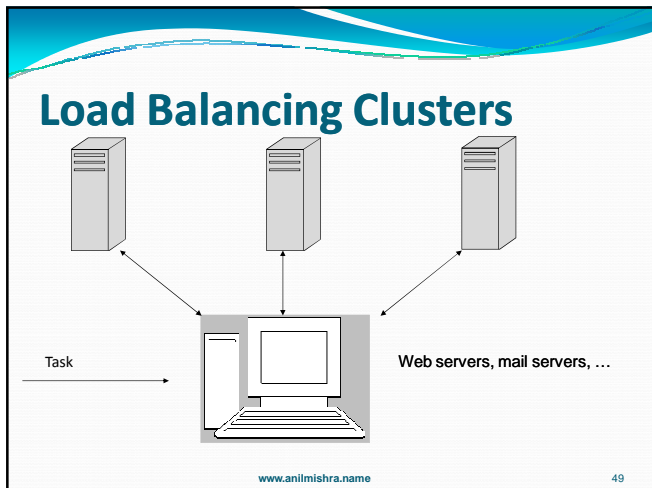 Load Balancing Clusters
Task
Web servers, mail servers, …
www.anilmishra.name
49